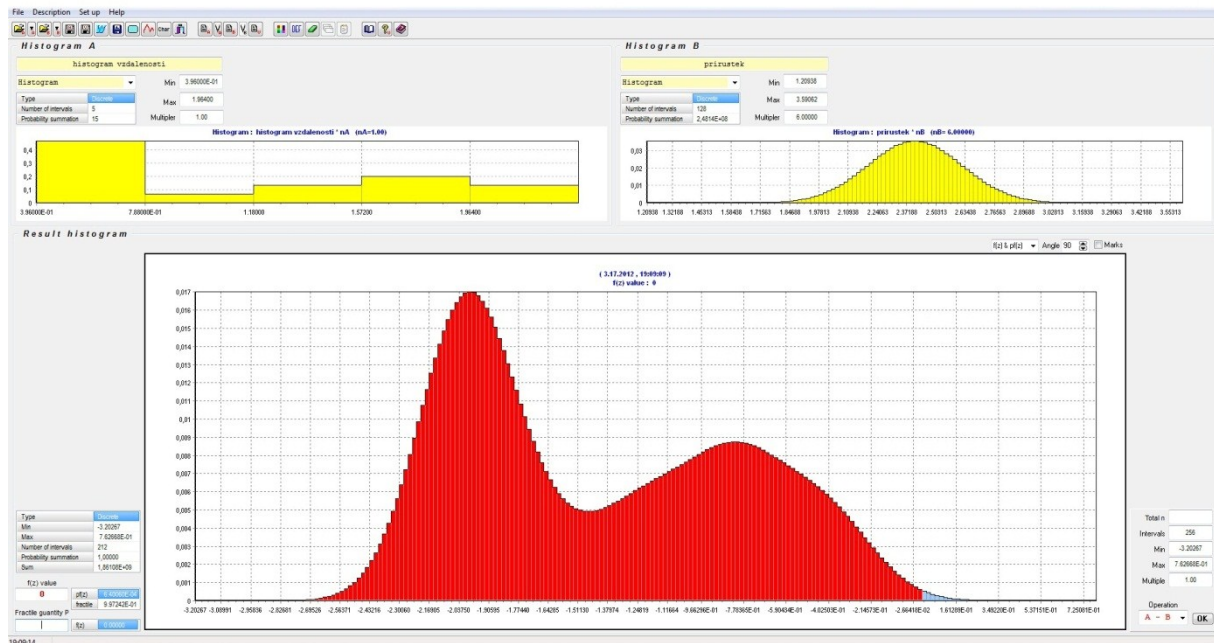 File Description Set up Help
Char
Histogram A
histogram vzdalenosti
Histogram Min 3.96000E-01
Type Discrete Max 1.96400
Number of intervals 5
Probability summation 15 Multipler 1.00
Histogram : histogram vzdalenosti * nA (nA=1.00)
0,4
0,3
0,2
0,1
0
3.96000E-01 7.88000E-01 1.18000 1.57200 1.96400
Histogram B
prirustek
Histogram Min 1.20938
Type Discrete Max 3.59062
Number of intervals 128
Probability summation 2,4814E+08 Multipler 6.00000
Histogram : prirustek * nB (nB= 6.00000)
0,03
0,02
0,01
0
1.20938 1.32188 1.45313 1.58438 1.71563 1.84688 1.97813 2.10938 2.24063 2.37188 2.50313 2.63438 2.76563 2.89688 3.02813 3.15938 3.29063 3.42188 3.55313
Result histogram
f(z) & pf(z) Angle 90 Marks
( 3.17.2012 , 19:09:09 )
f(z) value : 0
0,017
0,016
0,015
0,014
0,013
0,012
0,011
0,01
0,009
0,008
0,007
0,006
0,005
0,004
0,003
0,002
0,001
0
-3.20267 -3.08991 -2.95836 -2.82681 -2.69526 -2.56371 -2.43216 -2.30060 -2.16905 -2.03750 -1.90595 -1.77440 -1.64285 -1.51130 -1.37974 -1.24819 -1.11664 -9.66296E-01 -7.78365E-01 -5.90434E-01 -4.02503E-01 -2.14573E-01 -2.66418E-02 1.61289E-01 3.49220E-01 5.37151E-01 7.25081E-01
Type Discrete
Min -3.20267
Max 7.62668E-01
Number of intervals 212
Probability summation 1,00000
Sum 1,86108E+09
f(z) value
0 pf(z) 6.40060E-04
fractile 9.97242E-01
Fractile guantity P
f(z) 0.00000
Total n
Intervals 256
Min -3.20267
Max 7.62668E-01
Multiple 1.00
Operation
A - B OK
19:09:14